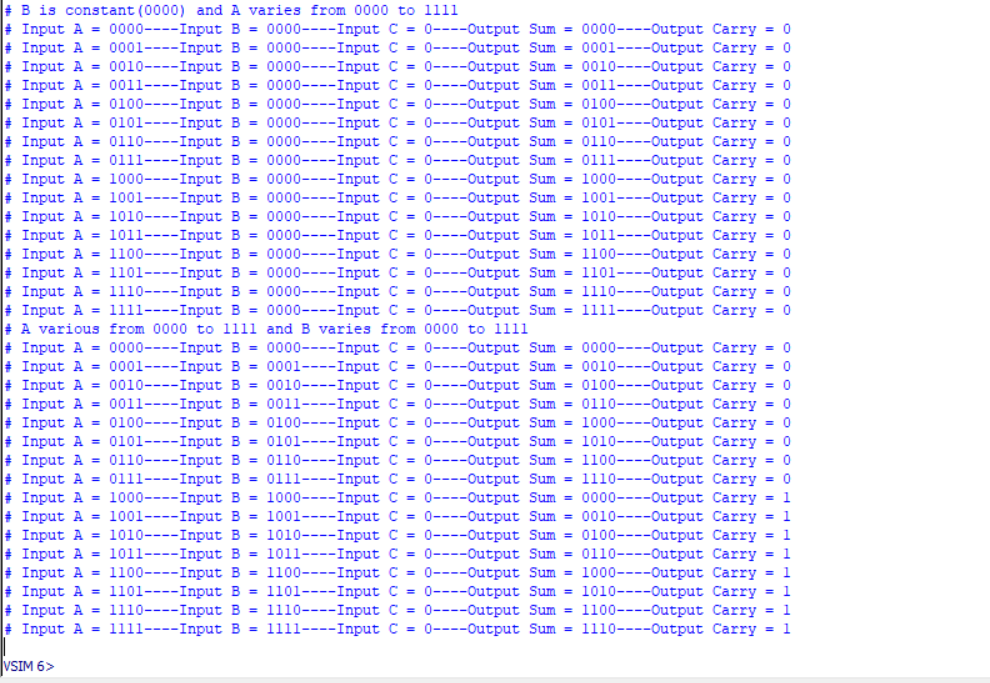 # B is constant(0000) and A varies from 0000 to 1111
# Input A = 0000----Input B = 0000----Input C = 0----Output Sum = 0000----Output Carry = 0
# Input A = 0001----Input B = 0000----Input C = 0----Output Sum = 0001----Output Carry = 0
# Input A = 0010----Input B = 0000----Input C = 0----Output Sum = 0010----Output Carry = 0
# Input A = 0011----Input B = 0000----Input C = 0----Output Sum = 0011----Output Carry = 0
# Input A = 0100----Input B = 0000----Input C = 0----Output Sum = 0100----Output Carry = 0
# Input A = 0101----Input B = 0000----Input C = 0----Output Sum = 0101----Output Carry = 0
# Input A = 0110----Input B = 0000----Input C = 0----Output Sum = 0110----Output Carry = 0
# Input A = 0111----Input B = 0000----Input C = 0----Output Sum = 0111----Output Carry = 0
# Input A = 1000----Input B = 0000----Input C = 0----Output Sum = 1000----Output Carry = 0
# Input A = 1001----Input B = 0000----Input C = 0----Output Sum = 1001----Output Carry = 0
# Input A = 1010----Input B = 0000----Input C = 0----Output Sum = 1010----Output Carry = 0
# Input A = 1011----Input B = 0000----Input C = 0----Output Sum = 1011----Output Carry = 0
# Input A = 1100----Input B = 0000----Input C = 0----Output Sum = 1100----Output Carry = 0
# Input A = 1101----Input B = 0000----Input C = 0----Output Sum = 1101----Output Carry = 0
# Input A = 1110----Input B = 0000----Input C = 0----Output Sum = 1110----Output Carry = 0
# Input A = 1111----Input B = 0000----Input C = 0----Output Sum = 1111----Output Carry = 0
# A various from 0000 to 1111 and B varies from 0000 to 1111
# Input A = 0000----Input B = 0000----Input C = 0----Output Sum = 0000----Output Carry = 0
# Input A = 0001----Input B = 0001----Input C = 0----Output Sum = 0010----Output Carry = 0
# Input A = 0010----Input B = 0010----Input C = 0----Output Sum = 0100----Output Carry = 0
# Input A = 0011----Input B = 0011----Input C = 0----Output Sum = 0110----Output Carry = 0
# Input A = 0100----Input B = 0100----Input C = 0----Output Sum = 1000----Output Carry = 0
# Input A = 0101----Input B = 0101----Input C = 0----Output Sum = 1010----Output Carry = 0
# Input A = 0110----Input B = 0110----Input C = 0----Output Sum = 1100----Output Carry = 0
# Input A = 0111----Input B = 0111----Input C = 0----Output Sum = 1110----Output Carry = 0
# Input A = 1000----Input B = 1000----Input C = 0----Output Sum = 0000----Output Carry = 1
# Input A = 1001----Input B = 1001----Input C = 0----Output Sum = 0010----Output Carry = 1
# Input A = 1010----Input B = 1010----Input C = 0----Output Sum = 0100----Output Carry = 1
# Input A = 1011----Input B = 1011----Input C = 0----Output Sum = 0110----Output Carry = 1
# Input A = 1100----Input B = 1100----Input C = 0----Output Sum = 1000----Output Carry = 1
# Input A = 1101----Input B = 1101----Input C = 0----Output Sum = 1010----Output Carry = 1
# Input A = 1110----Input B = 1110----Input C = 0----Output Sum = 1100----Output Carry = 1
# Input A = 1111----Input B = 1111----Input C = 0----Output Sum = 1110----Output Carry = 1
VSIM 6>